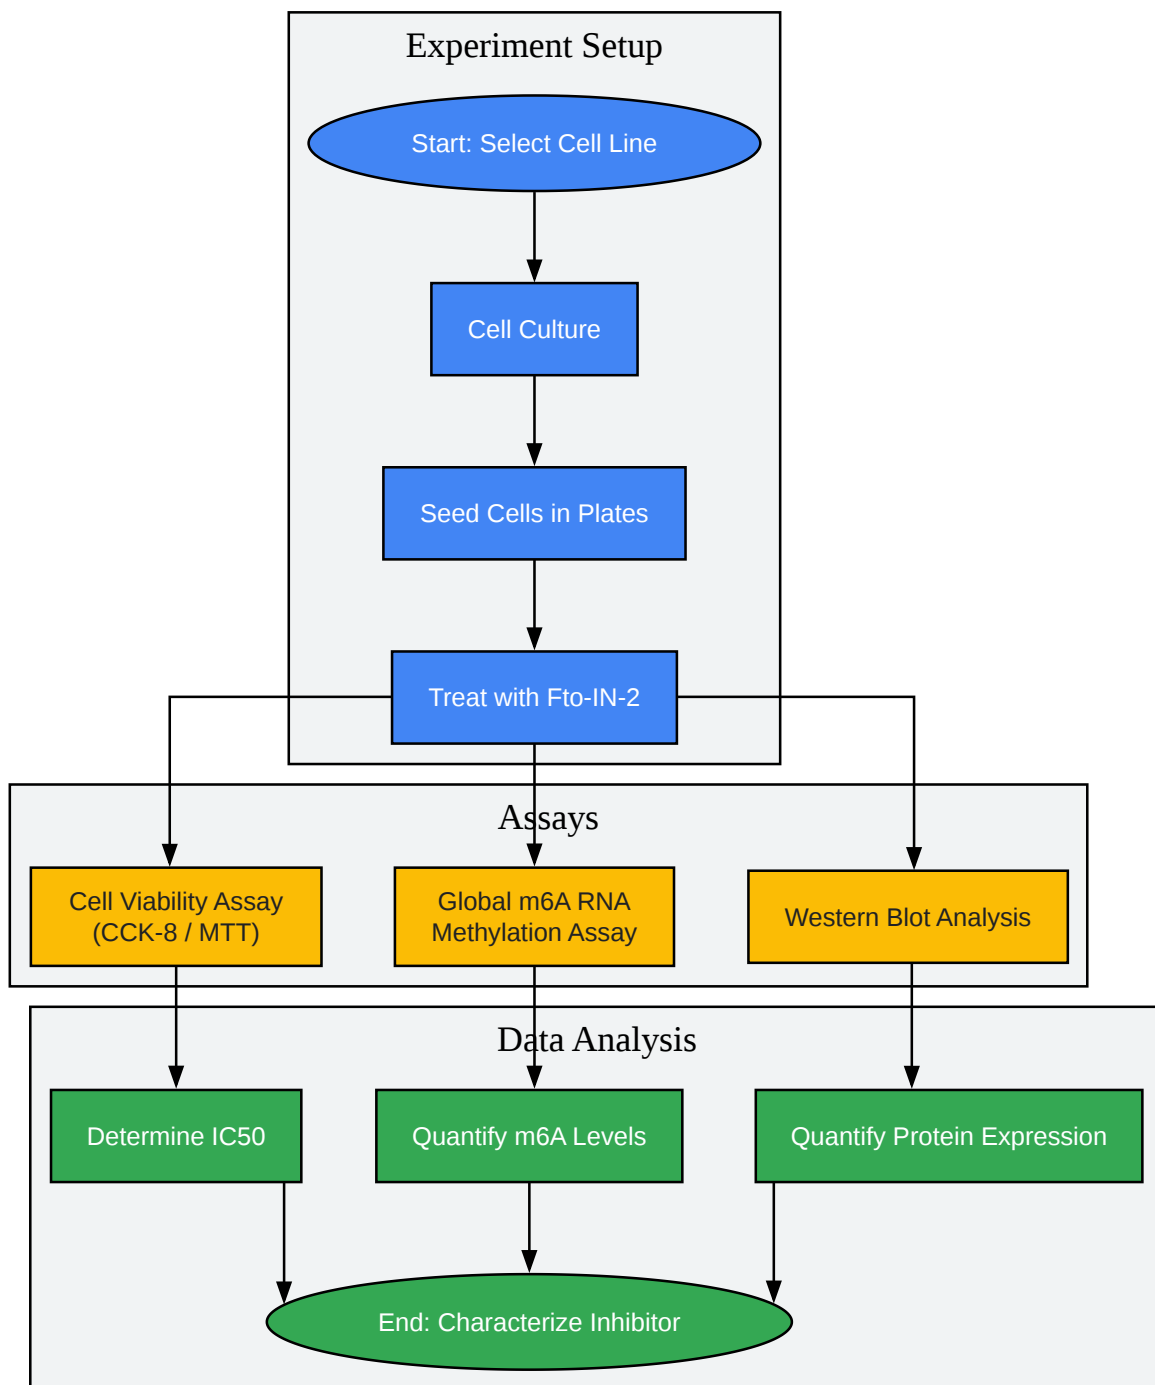 Experiment Setup
Start: Select Cell Line
Cell Culture
Seed Cells in Plates
Treat with Fto-IN-2
Assays
Cell Viability Assay
(CCK-8 / MTT)
Global m6A RNA
Methylation Assay
Western Blot Analysis
Data Analysis
Determine IC50
Quantify m6A Levels
Quantify Protein Expression
End: Characterize Inhibitor